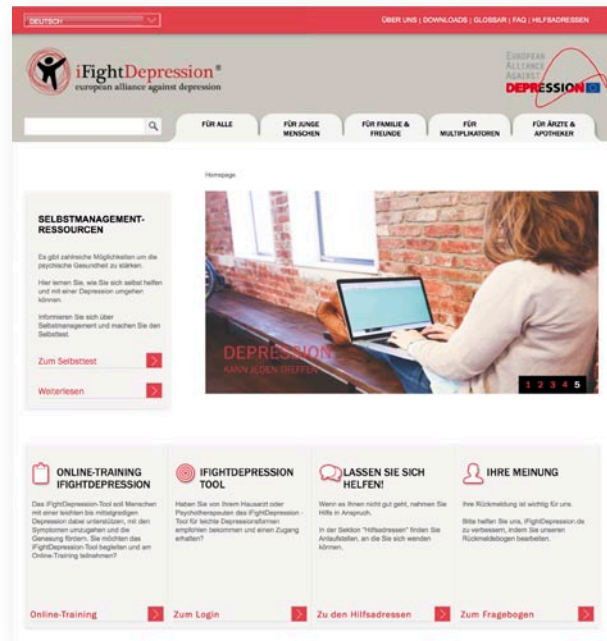 DEUTSCH
ÜBER UNS | DOWNLOADS | GLOSSAR | FAQ | HILFSADRESSEN
iFightDepression®
european alliance against depression
EUROPEAN
ALLIANCE
AGAINST
DEPRESSION
FÜR ALLE
FÜR JUNGE
MENSCHEN
FÜR FAMILIE &
FREUNDE
FÜR
MULTIPLIKATOREN
FÜR ÄRZTE &
APOTHEKER
Homepage
SELBSTMANAGEMENT-
RESSOURCEN
Es gibt zahlreiche Möglichkeiten um die
psychische Gesundheit zu stärken.
Hier lernen Sie, wie Sie sich selbst helfen
und mit einer Depression umgehen
können.
Informieren Sie sich über
Selbstmanagement und machen Sie den
Selbsttest.
Zum Selbsttest
Weiterlesen
DEPRESSION
KANN JEDEN TREFFEN
1 2 3 4 5
ONLINE-TRAINING
IFIGHTDEPRESSION
Das iFightDepression-Tool soll Menschen
mit einer leichten bis mittelgradigen
Depression dabei unterstützen, mit den
Symptomen umzugehen und die
Genesung fördern. Sie möchten das
iFightDepression-Tool begleiten und am
Online-Training teilnehmen?
Online-Training
IFIGHTDEPRESSION
TOOL
Haben Sie von Ihrem Hausarzt oder
Psychotherapeuten das iFightDepression -
Tool für leichte Depressionsformen
empfohlen bekommen und einen Zugang
erhalten?
Zum Login
LASSEN SIE SICH
HELFEN!
Wenn es Ihnen nicht gut geht, nehmen Sie
Hilfe in Anspruch.
In der Sektion "Hilfsadressen" finden Sie
Anlaufstellen, an die Sie sich wenden
können.
Zu den Hilfsadressen
IHRE MEINUNG
Ihre Rückmeldung ist wichtig für uns.
Bitte helfen Sie uns, iFightDepression.de
zu verbessern, indem Sie unseren
Rückmeldebogen bearbeiten.
Zum Fragebogen